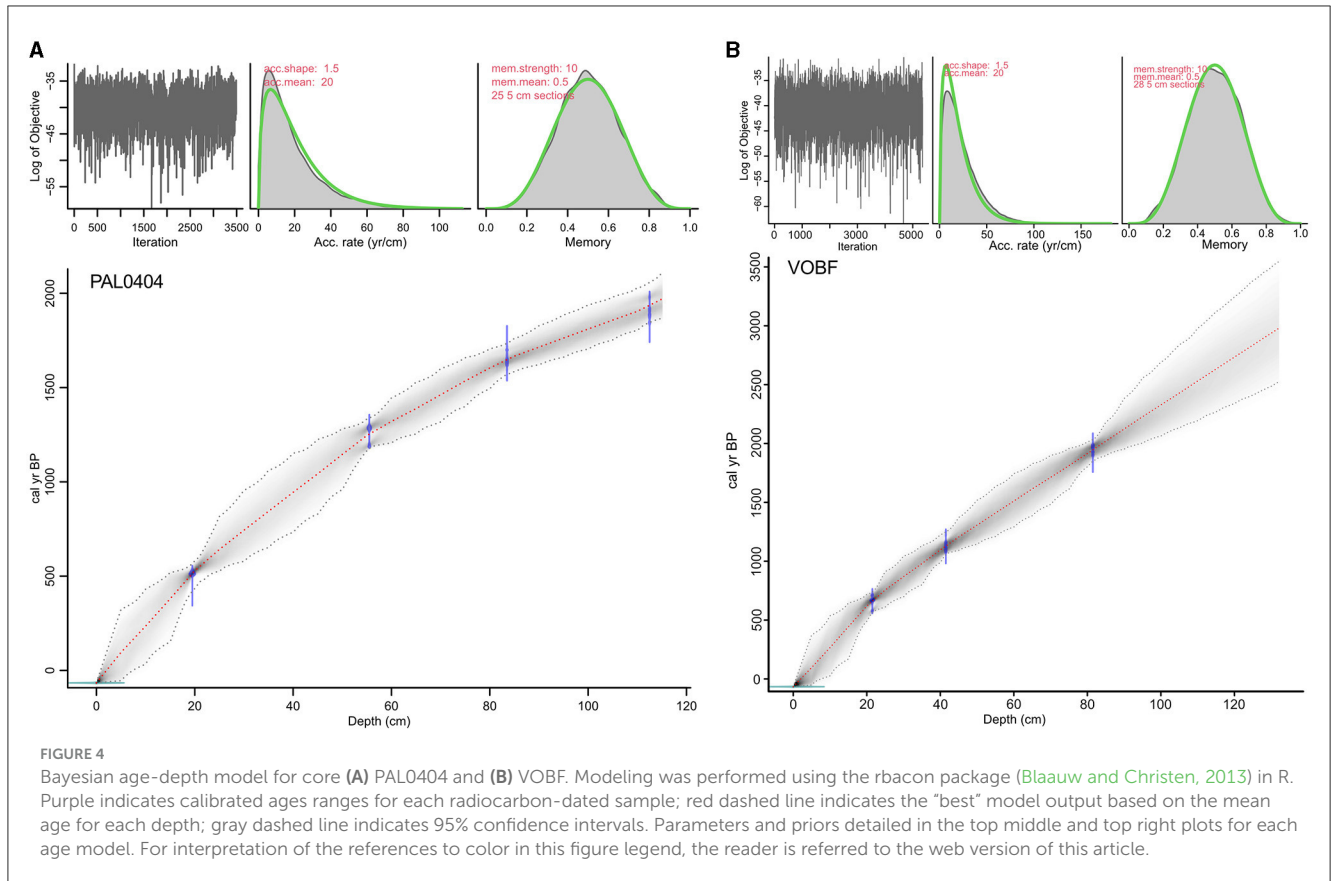 A
acc.shape: 1.5
acc.mean: 20
mem.strength: 10
mem.mean: 0.5
25 5 cm sections
Log of Objective
-35
-45
-55
0 500 1500 2500 3500
Iteration
0 20 40 60 80 100
Acc. rate (yr/cm)
0.0 0.2 0.4 0.6 0.8 1.0
Memory
PAL0404
cal yr BP
2000
1500
1000
500
0
0 20 40 60 80 100 120
Depth (cm)
B
acc.shape: 1.5
acc.mean: 20
mem.strength: 10
mem.mean: 0.5
28 5 cm sections
Log of Objective
-35
-40
-45
-50
-55
-60
0 1000 2000 3000 4000 5000
Iteration
0 50 100 150
Acc. rate (yr/cm)
0.0 0.2 0.4 0.6 0.8 1.0
Memory
VOBF
cal yr BP
3500
3000
2500
2000
1500
1000
500
0
0 20 40 60 80 100 120
Depth (cm)
FIGURE 4
Bayesian age-depth model for core (A) PAL0404 and (B) VOBF. Modeling was performed using the rbacon package (Blaauw and Christen, 2013) in R.
Purple indicates calibrated ages ranges for each radiocarbon-dated sample; red dashed line indicates the “best” model output based on the mean
age for each depth; gray dashed line indicates 95% confidence intervals. Parameters and priors detailed in the top middle and top right plots for each
age model. For interpretation of the references to color in this figure legend, the reader is referred to the web version of this article.